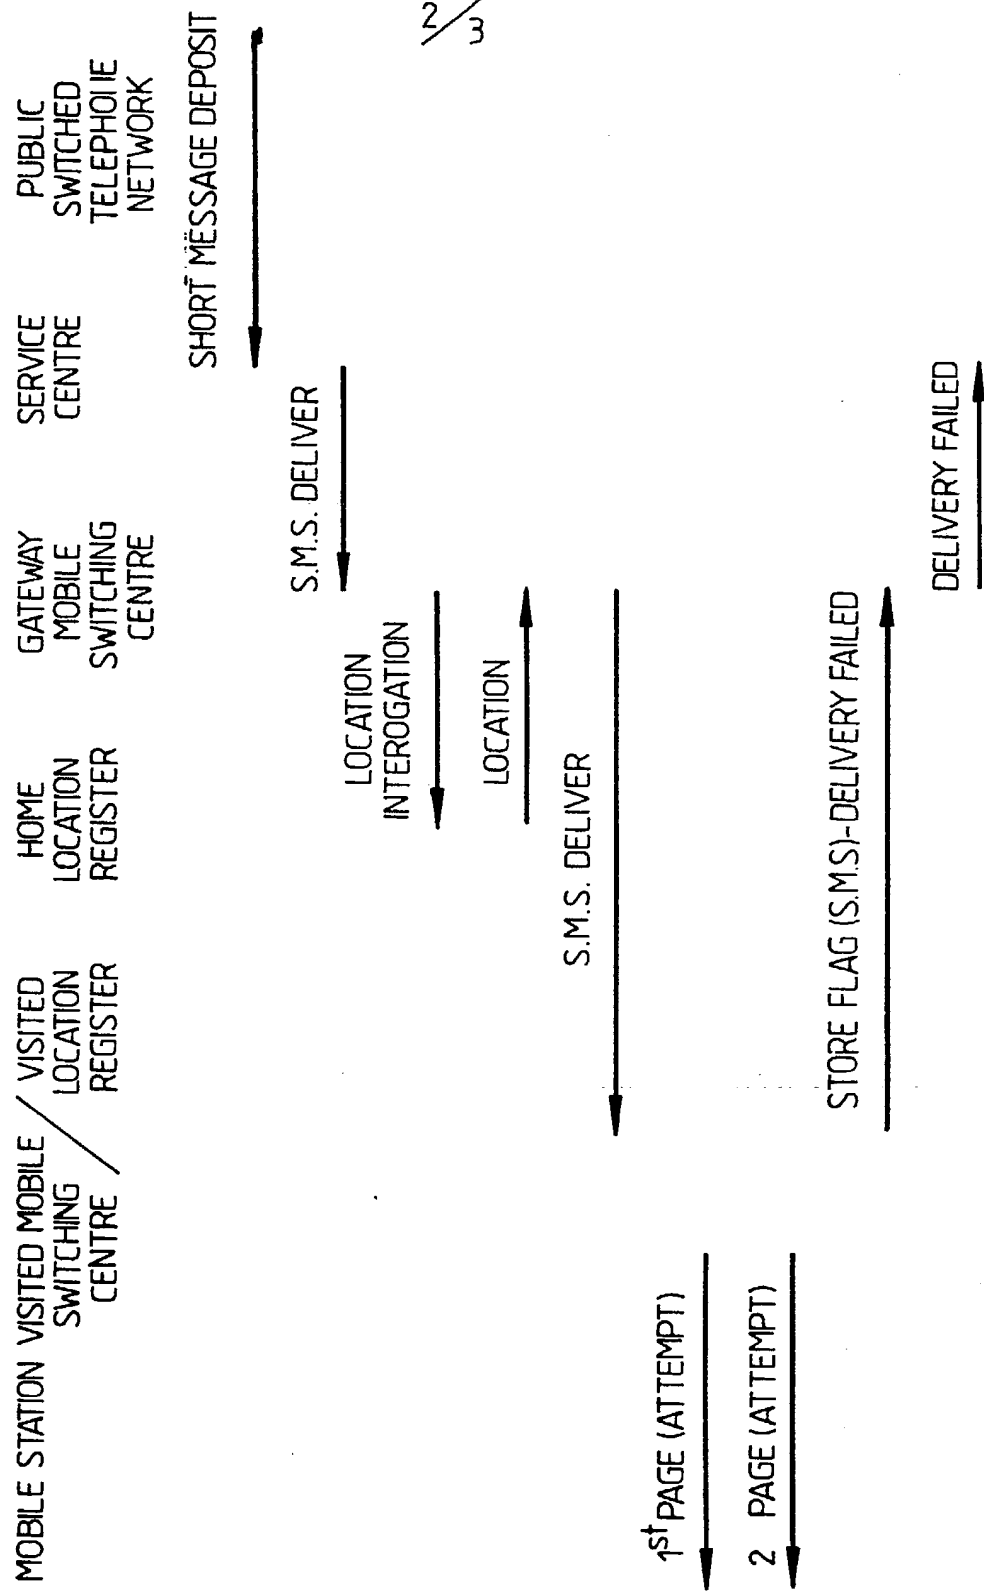 2/3
MOBILE STATION
VISITED MOBILE
SWITCHING
CENTRE
/
VISITED
LOCATION
REGISTER
HOME
LOCATION
REGISTER
GATEWAY
MOBILE
SWITCHING
CENTRE
SERVICE
CENTRE
PUBLIC
SWITCHED
TELEPHONE
NETWORK
SHORT MESSAGE DEPOSIT
S.M.S. DELIVER
LOCATION
INTEROGATION
LOCATION
S.M.S. DELIVER
1st PAGE (ATTEMPT)
2 PAGE (ATTEMPT)
STORE FLAG (S.M.S)-DELIVERY FAILED
DELIVERY FAILED